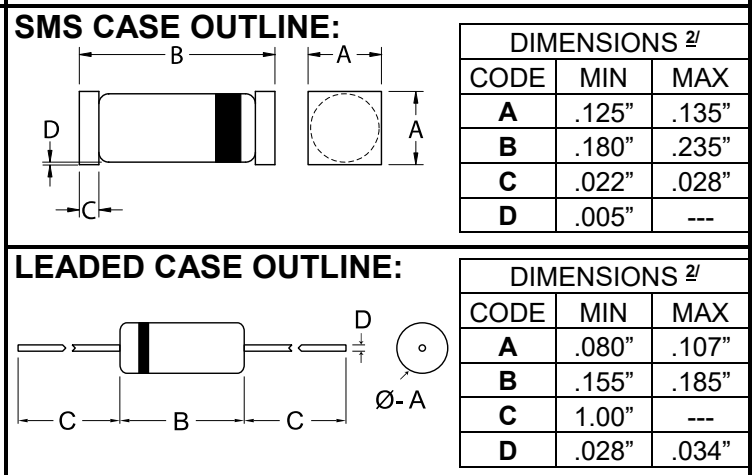 SMS CASE OUTLINE:
B
A
D
A
C
DIMENSIONS 2/
CODE MIN MAX
A .125” .135”
B .180” .235”
C .022” .028”
D .005” ---
LEADED CASE OUTLINE:
D
Ø- A
C B C
DIMENSIONS 2/
CODE MIN MAX
A .080” .107”
B .155” .185”
C 1.00” ---
D .028” .034”